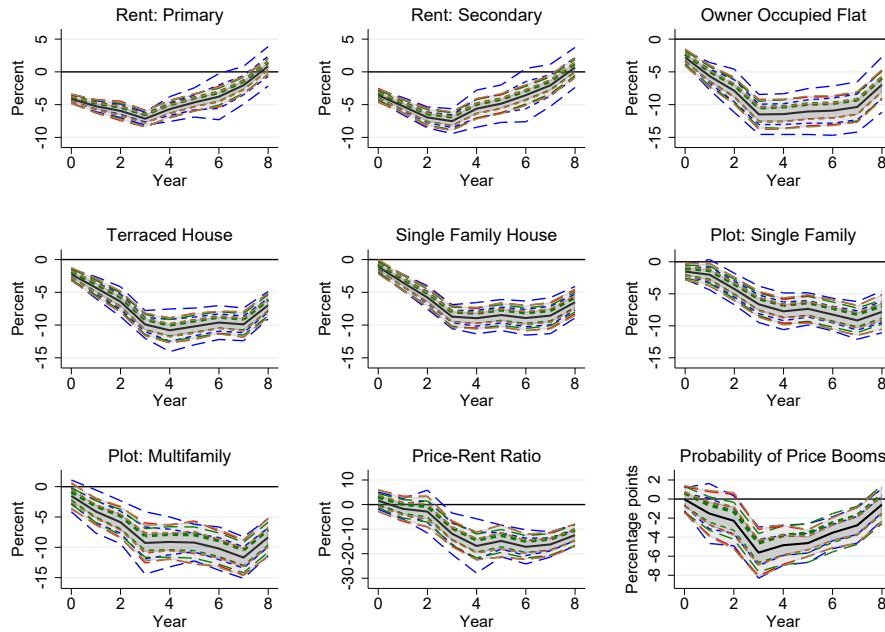 Rent: Primary
Percent
5
0
-5
-10
0 2 4 6 8
Year
Rent: Secondary
Percent
5
0
-5
-10
0 2 4 6 8
Year
Owner Occupied Flat
Percent
0
-5
-10
-15
0 2 4 6 8
Year
Terraced House
Percent
0
-5
-10
-15
0 2 4 6 8
Year
Single Family House
Percent
0
-5
-10
-15
0 2 4 6 8
Year
Plot: Single Family
Percent
0
-5
-10
-15
0 2 4 6 8
Year
Plot: Multifamily
Percent
0
-5
-10
-15
0 2 4 6 8
Year
Price-Rent Ratio
Percent
10
0
-10
-20
-30
0 2 4 6 8
Year
Probability of Price Booms
Percentage points
2
0
-2
-4
-6
-8
0 2 4 6 8
Year